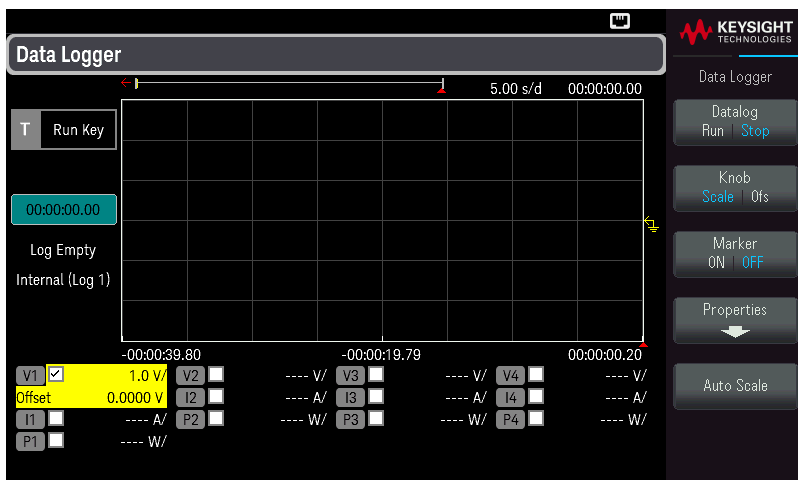 KEYSIGHT
TECHNOLOGIES
Data Logger
5.00 s/d 00:00:00.00
T Run Key
00:00:00.00
Log Empty
Internal (Log 1)
-00:00:39.80 -00:00:19.79 00:00:00.20
V1 1.0 V/ V2 ---- V/ V3 ---- V/ V4 ---- V/
Offset 0.0000 V I2 ---- A/ I3 ---- A/ I4 ---- A/
I1 ---- A/ P2 ---- W/ P3 ---- W/ P4 ---- W/
P1 ---- W/
Data Logger
Datalog
Run | Stop
Knob
Scale | Ofs
Marker
ON | OFF
Properties
Auto Scale